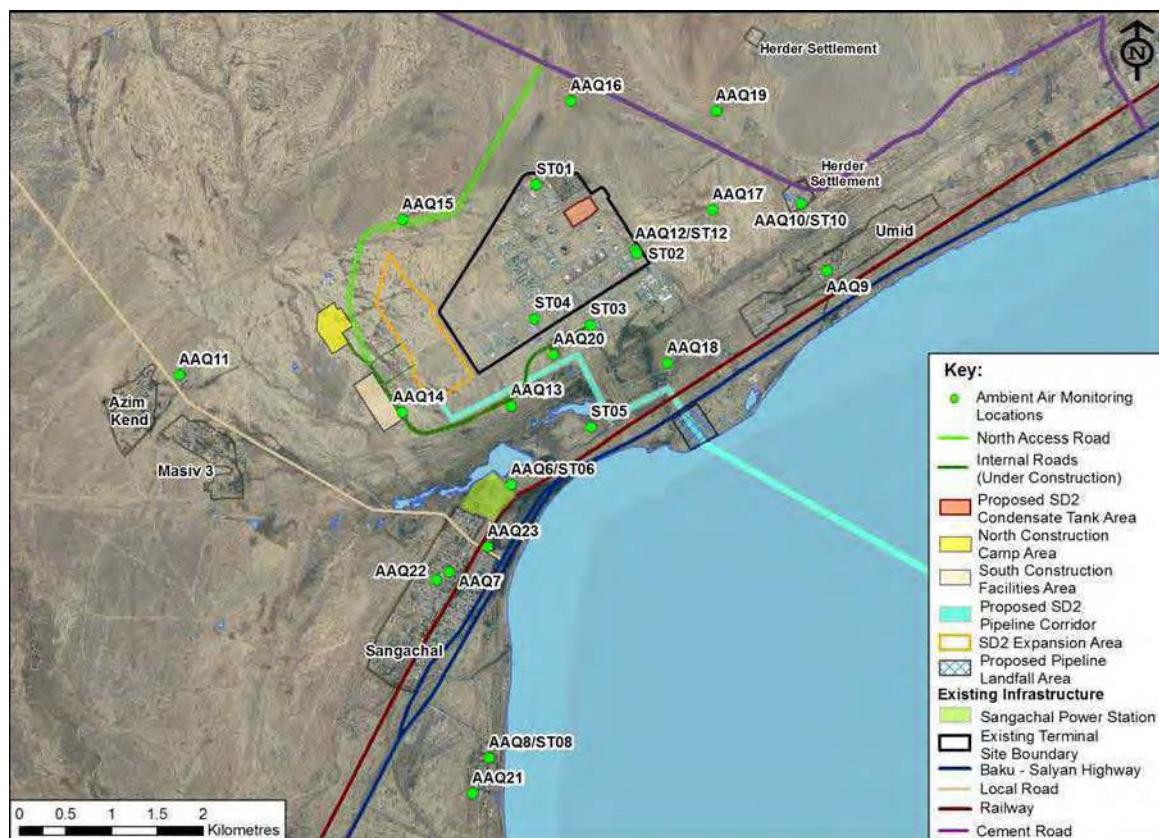 Herder Settlement
N
AAQ16
AAQ19
ST01
Herder
Settlement
AAQ15
AAQ17
AAQ10/ST10
AAQ12/ST12
ST02
Umid
AAQ9
ST04
ST03
AAQ20
AAQ18
AAQ11
Azim
Kend
AAQ14
AAQ13
ST05
Masiv 3
AAQ6/ST06
AAQ23
AAQ22
AAQ7
Sangachal
AAQ8/ST08
AAQ21
0 0.5 1 1.5 2
Kilometres
Key:
Ambient Air Monitoring
Locations
North Access Road
Internal Roads
(Under Construction)
Proposed SD2
Condensate Tank Area
North Construction
Camp Area
South Construction
Facilities Area
Proposed SD2
Pipeline Corridor
SD2 Expansion Area
Proposed Pipeline
Landfall Area
Existing Infrastructure
Sangachal Power Station
Existing Terminal
Site Boundary
Baku - Salyan Highway
Local Road
Railway
Cement Road